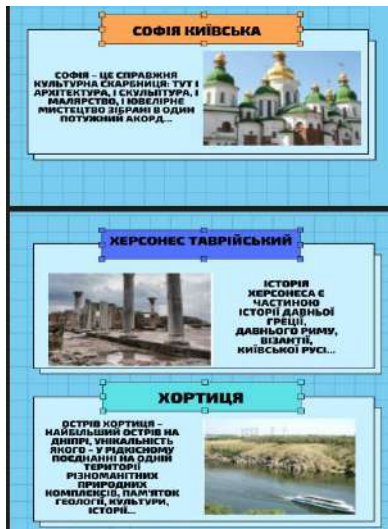 СОФІЯ КИЇВСЬКА
СОФІЯ – ЦЕ СПРАВЖНЯ
КУЛЬТУРНА СКАРБНИЦЯ: ТУТ І
АРХІТЕКТУРА, І СКУЛЬПТУРА, І
МАЛЯРСТВО, І ЮВЕЛІРНЕ
МИСТЕЦТВО ЗІБРАНІ В ОДИН
ПОТУЖНИЙ АКОРД...
ХЕРСОНЕС ТАВРІЙСЬКИЙ
ІСТОРІЯ
ХЕРСОНЕСА Є
ЧАСТИНОЮ
ІСТОРІЇ ДАВНЬОЇ
ГРЕЦІЇ,
ДАВНЬОГО РИМУ,
ВІЗАНТІЇ,
КИЇВСЬКОЇ РУСІ...
ХОРТИЦЯ
ОСТРІВ ХОРТИЦЯ –
НАЙБІЛЬШИЙ ОСТРІВ НА
ДНІПРІ, УНІКАЛЬНІСТЬ
ЯКОГО – У РІДКІСНОМУ
ПОЄДНАННІ НА ОДНІЙ
ТЕРИТОРІЇ
РІЗНОМАНІТНИХ
ПРИРОДНИХ
КОМПЛЕКСІВ, ПАМ'ЯТОК
ГЕОЛОГІЇ, КУЛЬТУРИ,
ІСТОРІЇ...